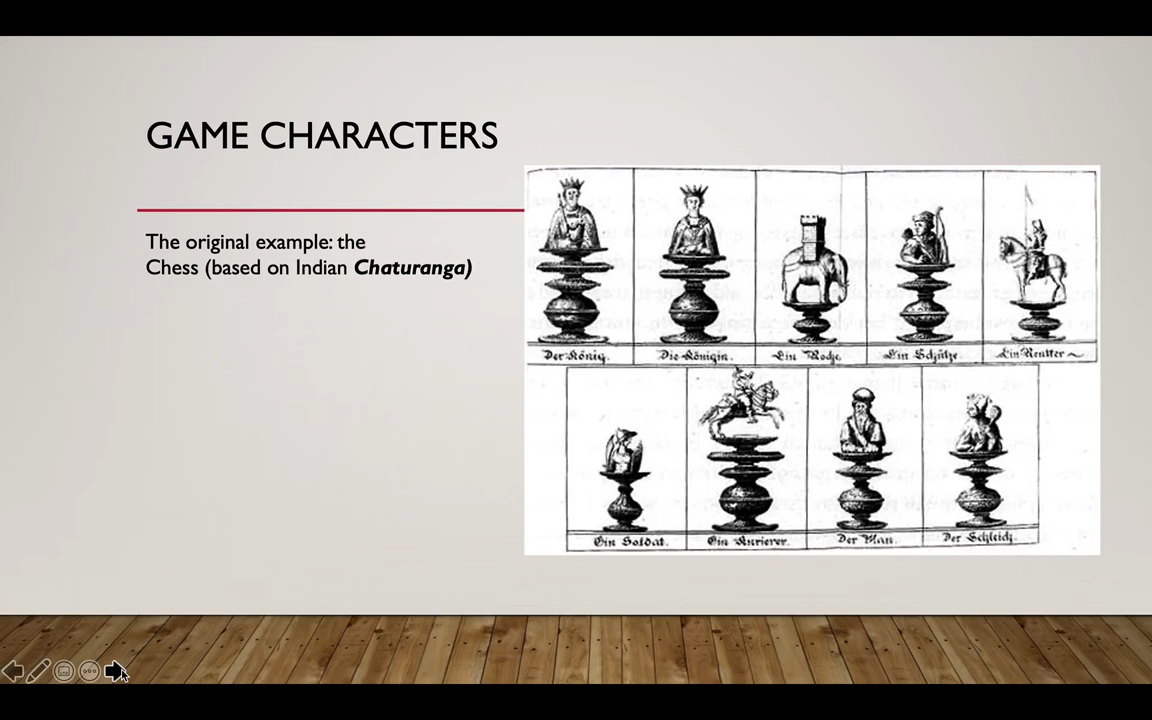 GAME CHARACTERS
The original example: the
Chess (based on Indian Chaturanga)
Der König. Die Königin. Ein Roche Ein Schütze Ein Reutter
Ein Soldat. Ein Kurierer. Der Man. Der Schleich.